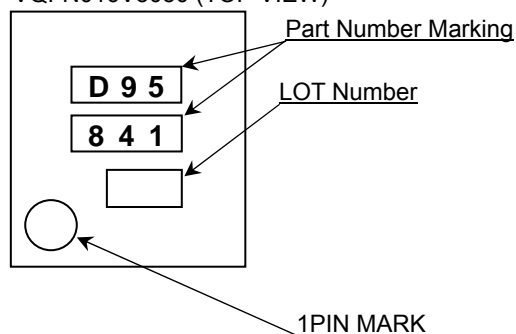 Part Number Marking
D 9 5
LOT Number
8 4 1
1PIN MARK